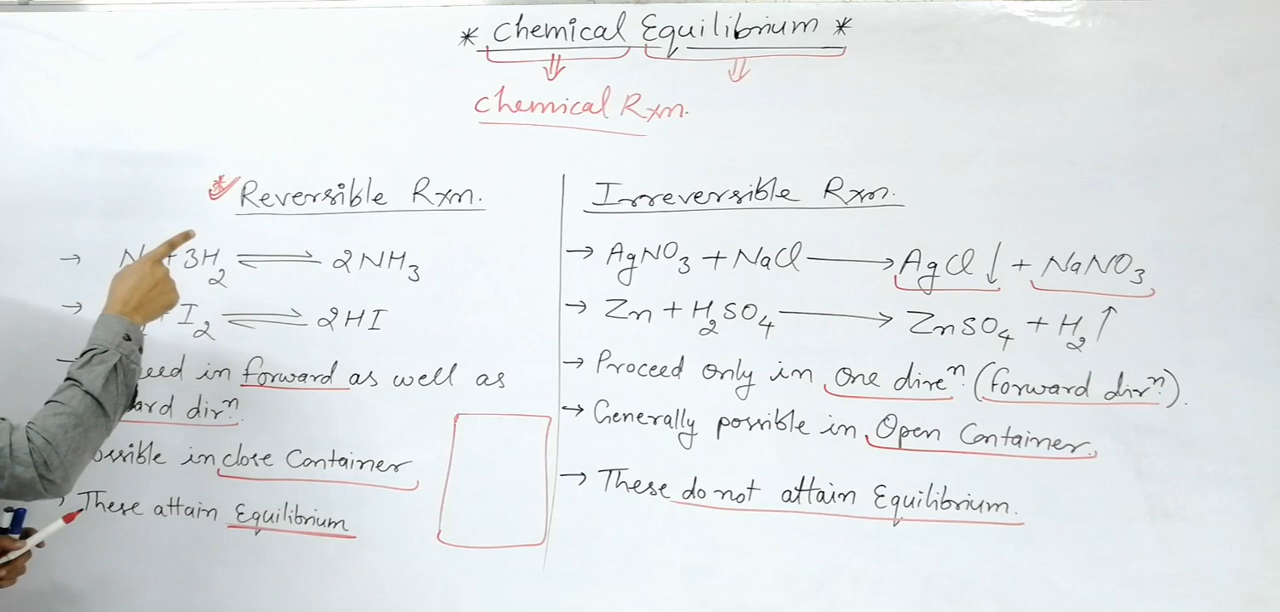 * Chemical Equilibrium *
Chemical Rxn.
Reversible Rxn.
→ N +3H₂ ⇌ 2NH₃
→ I₂ ⇌ 2HI
→ eed in forward as well as
ard dirⁿ.
ossible in close Container
→ These attain Equilibrium
Irreversible Rxn.
→ AgNO₃ + NaCl → AgCl ↓ + NaNO₃
→ Zn + H₂SO₄ → ZnSO₄ + H₂↑
→ Proceed only in one direⁿ. (forward dirⁿ.).
→ Generally possible in Open Container.
→ These do not attain Equilibrium.